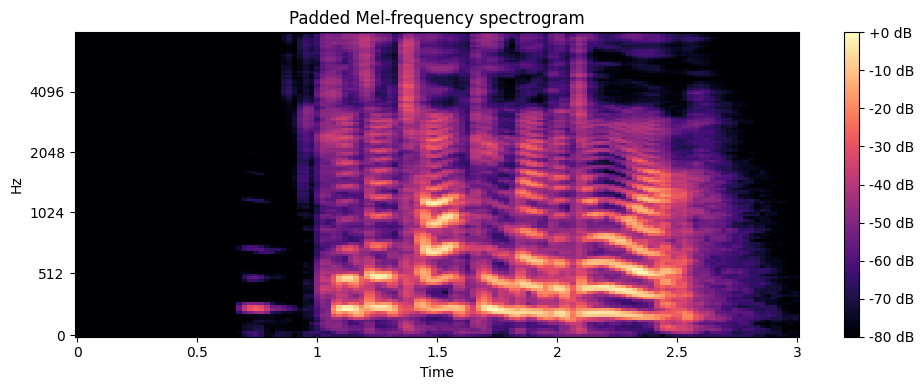 Padded Mel-frequency spectrogram
Hz
4096
2048
1024
512
0
0
0.5
1
1.5
2
2.5
3
Time
+0 dB
-10 dB
-20 dB
-30 dB
-40 dB
-50 dB
-60 dB
-70 dB
-80 dB